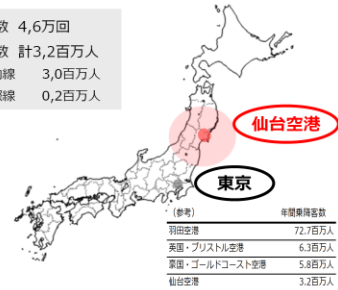 数 4,6万回
数 計3,2百万人
線 3,0百万人
線 0,2百万人
仙台空港
東京
(参考) 年間乗降客数
羽田空港 72.7百万人
英国・ブリストル空港 6.3百万人
豪国・ゴールドコースト空港 5.8百万人
仙台空港 3.2百万人